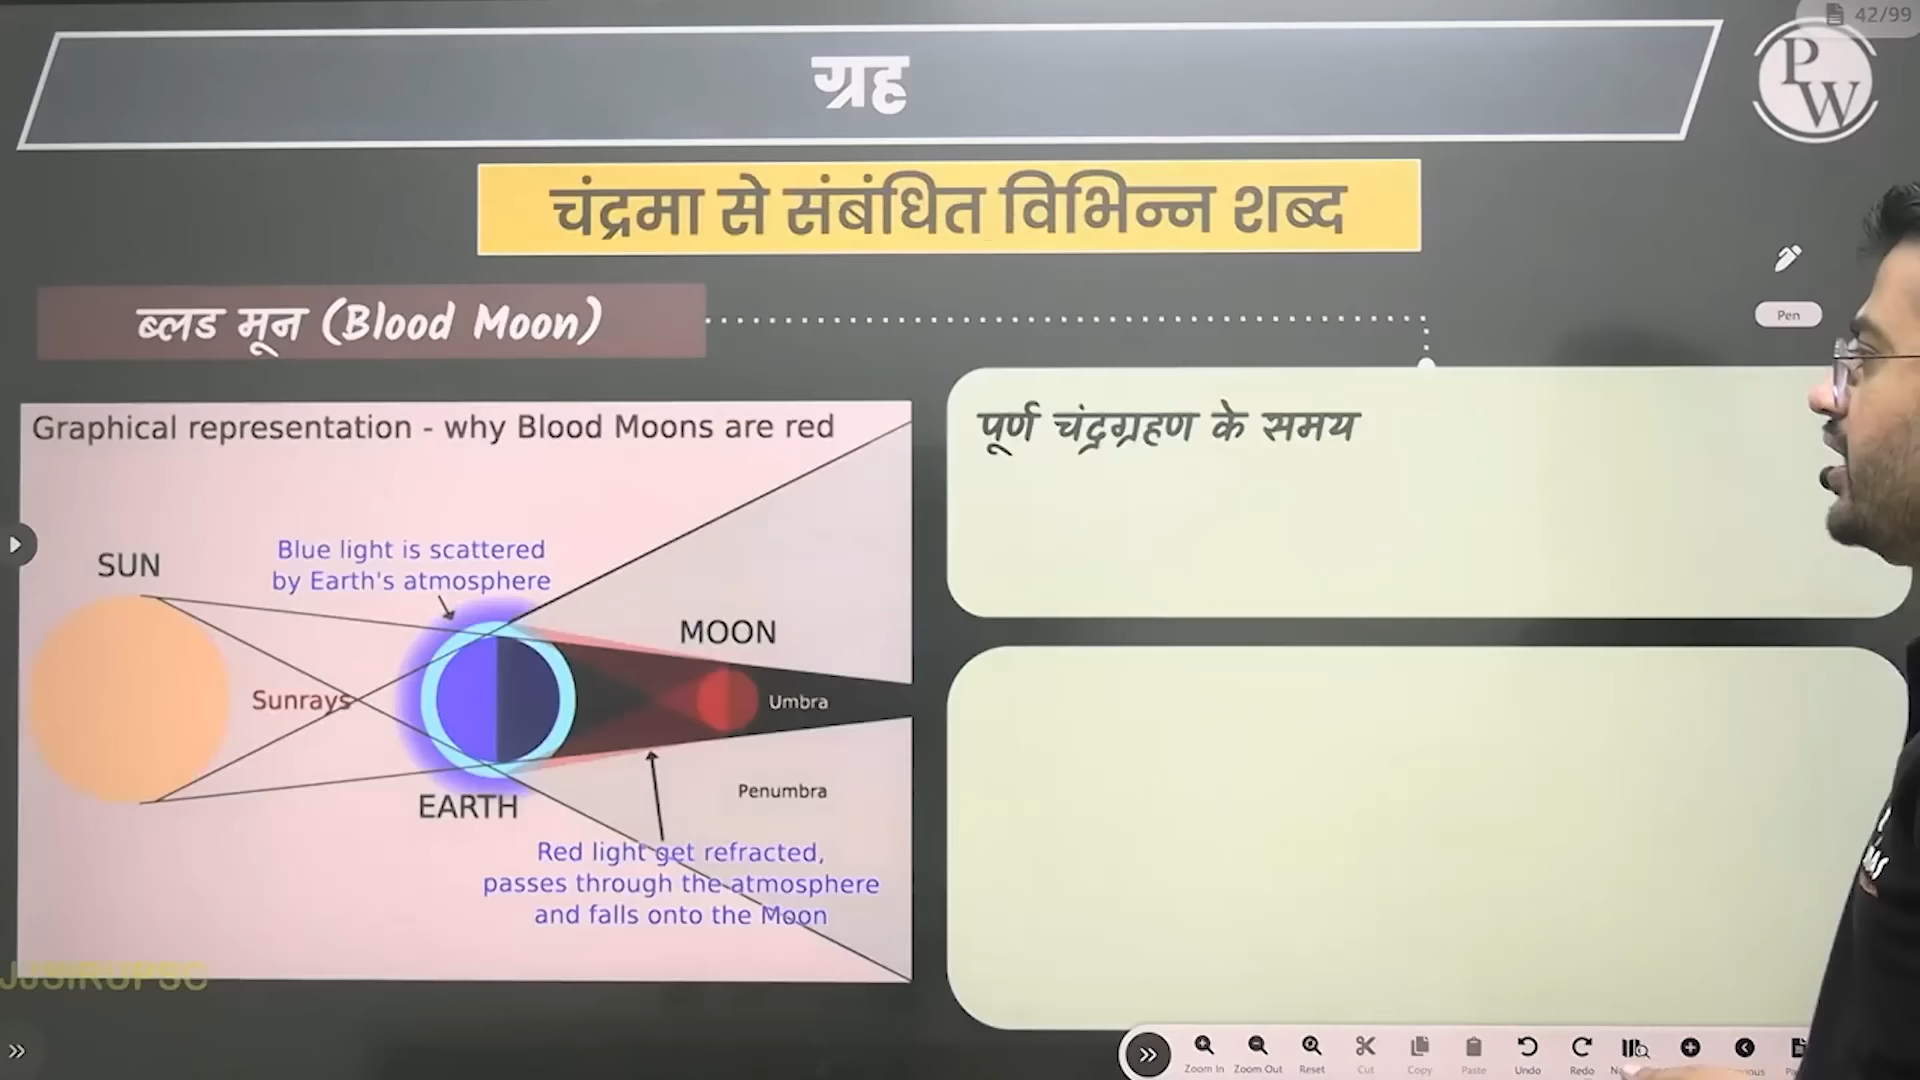 42/99
ग्रह
PW
चंद्रमा से संबंधित विभिन्न शब्द
Pen
ब्लड मून (Blood Moon)
पूर्ण चंद्रग्रहण के समय
Graphical representation - why Blood Moons are red
Blue light is scattered
by Earth's atmosphere
SUN
MOON
Sunrays
Umbra
Penumbra
EARTH
Red light get refracted,
passes through the atmosphere
and falls onto the Moon
Zoom In Zoom Out Reset Cut Copy Paste Undo Redo